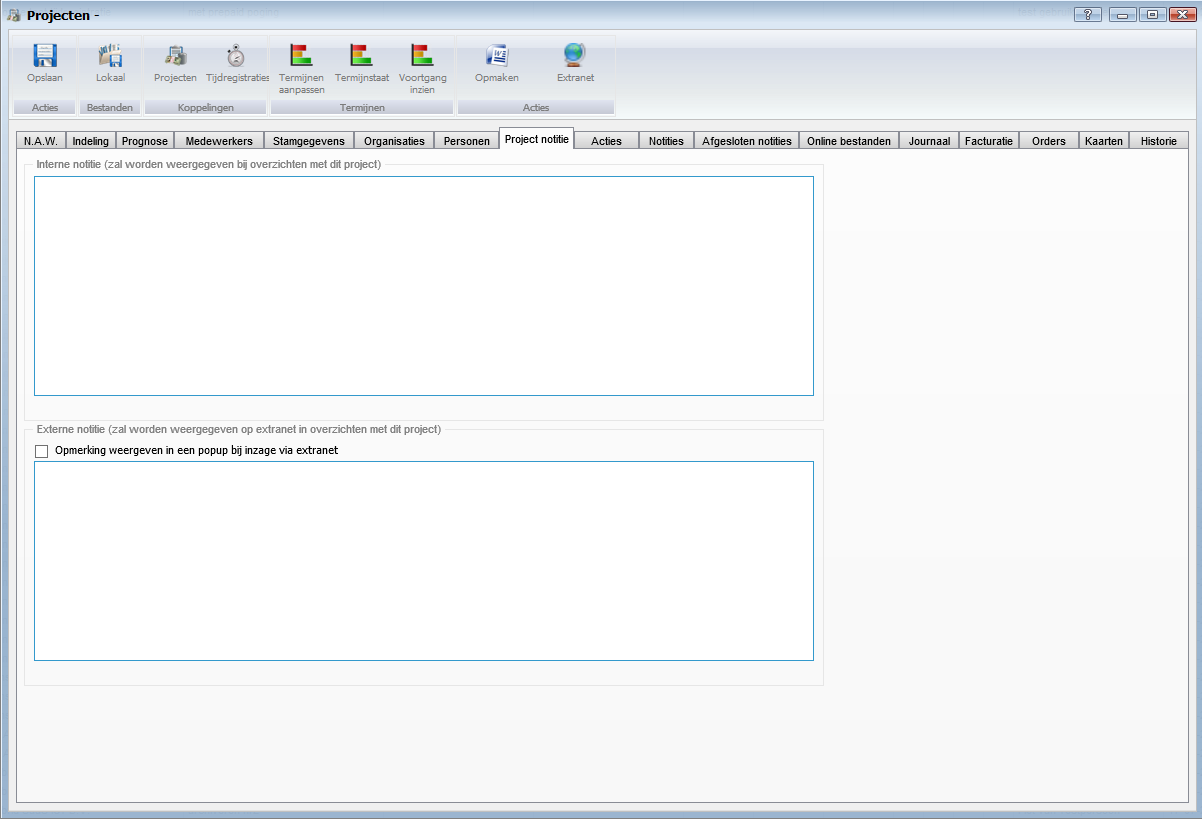 Projecten -
Opslaan
Lokaal
Projecten
Tijdregistraties
Termijnen
aanpassen
Termijnstaat
Voortgang
inzien
Opmaken
Extranet
Acties
Bestanden
Koppelingen
Termijnen
Acties
N.A.W. Indeling Prognose Medewerkers Stamgegevens Organisaties Personen Project notitie Acties Notities Afgesloten notities Online bestanden Journaal Facturatie Orders Kaarten Historie
Interne notitie (zal worden weergegeven bij overzichten met dit project)
Externe notitie (zal worden weergegeven op extranet in overzichten met dit project)
Opmerking weergeven in een popup bij inzage via extranet